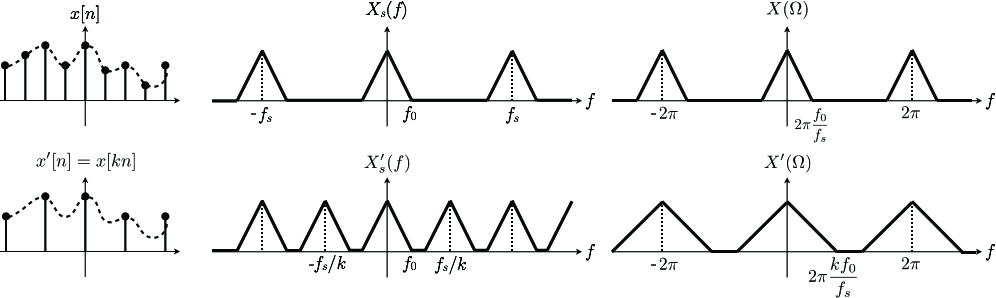 x[n]
X_s(f)
X(Ω)
-f_s
f_0
f_s
f
-2π
2π f_0/f_s
2π
f
x'[n] = x[kn]
X'_s(f)
X'(Ω)
-f_s/k
f_0
f_s/k
f
-2π
2π kf_0/f_s
2π
f